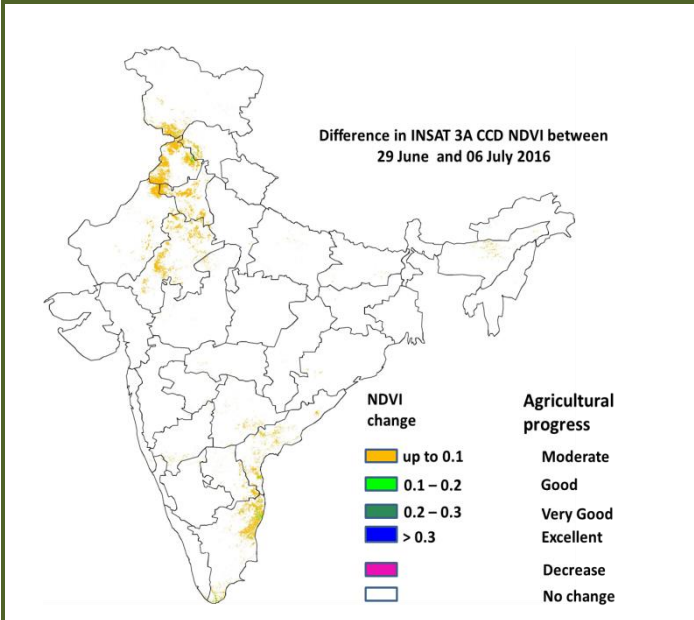 Difference in INSAT 3A CCD NDVI between
29 June and 06 July 2016
NDVI change
Agricultural progress
up to 0.1 Moderate
0.1 – 0.2 Good
0.2 – 0.3 Very Good
> 0.3 Excellent
Decrease
No change